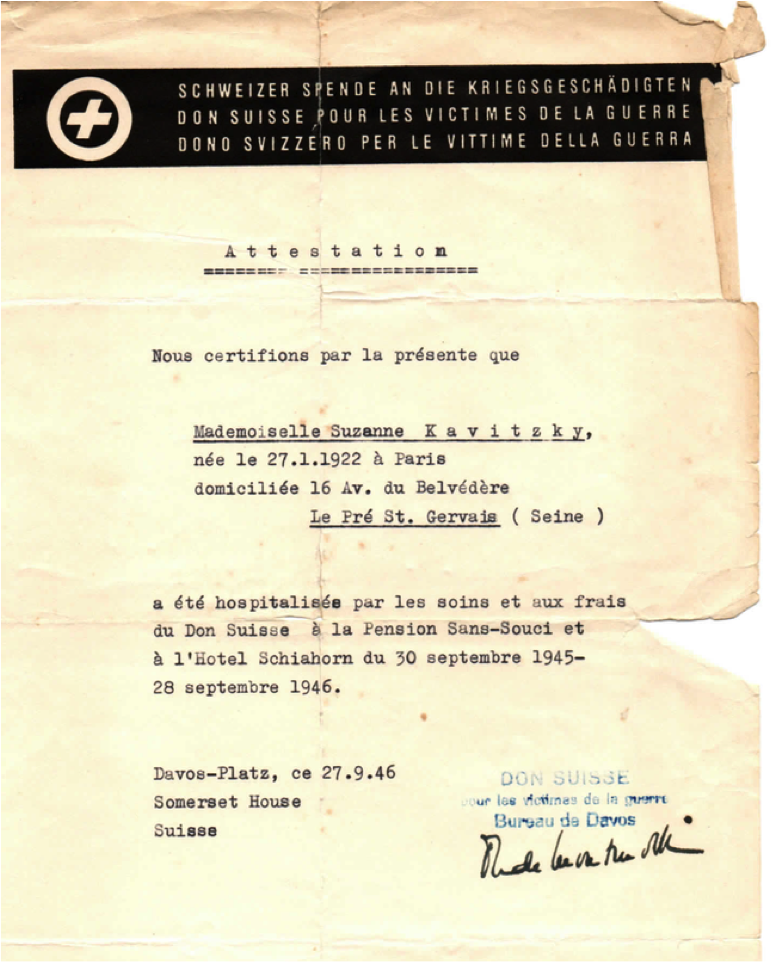 SCHWEIZER SPENDE AN DIE KRIEGSGESCHÄDIGTEN
DON SUISSE POUR LES VICTIMES DE LA GUERRE
DONO SVIZZERO PER LE VITTIME DELLA GUERRA
Attestation
Nous certifions par la présente que
Mademoiselle Suzanne Kavitzky,
née le 27.1.1922 à Paris
domiciliée 16 Av. du Belvédère
Le Pré St. Gervais ( Seine )
a été hospitalisée par les soins et aux frais
du Don Suisse à la Pension Sans-Souci et
à l'Hotel Schiahorn du 30 septembre 1945-
28 septembre 1946.
Davos-Platz, ce 27.9.46
Somerset House
Suisse
DON SUISSE
pour les victimes de la guerre
Bureau de Davos